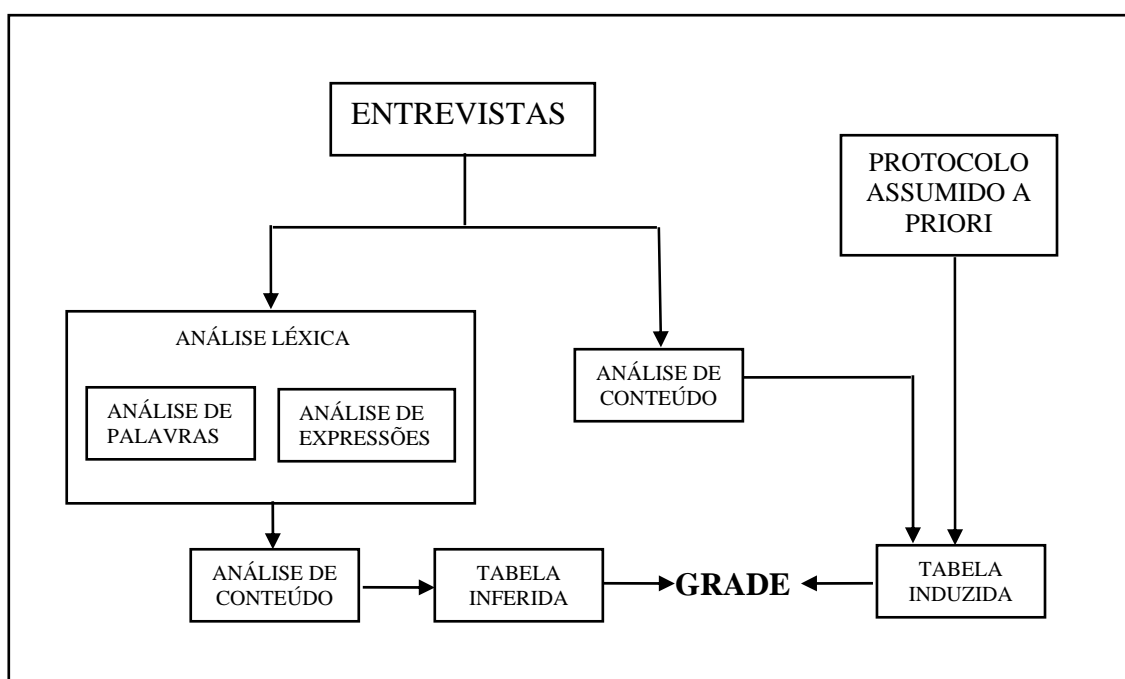 ENTREVISTAS
PROTOCOLO
ASSUMIDO A
PRIORI
ANÁLISE LÉXICA
ANÁLISE DE
PALAVRAS
ANÁLISE DE
EXPRESSÕES
ANÁLISE DE
CONTEÚDO
ANÁLISE DE
CONTEÚDO
TABELA
INFERIDA
GRADE
TABELA
INDUZIDA